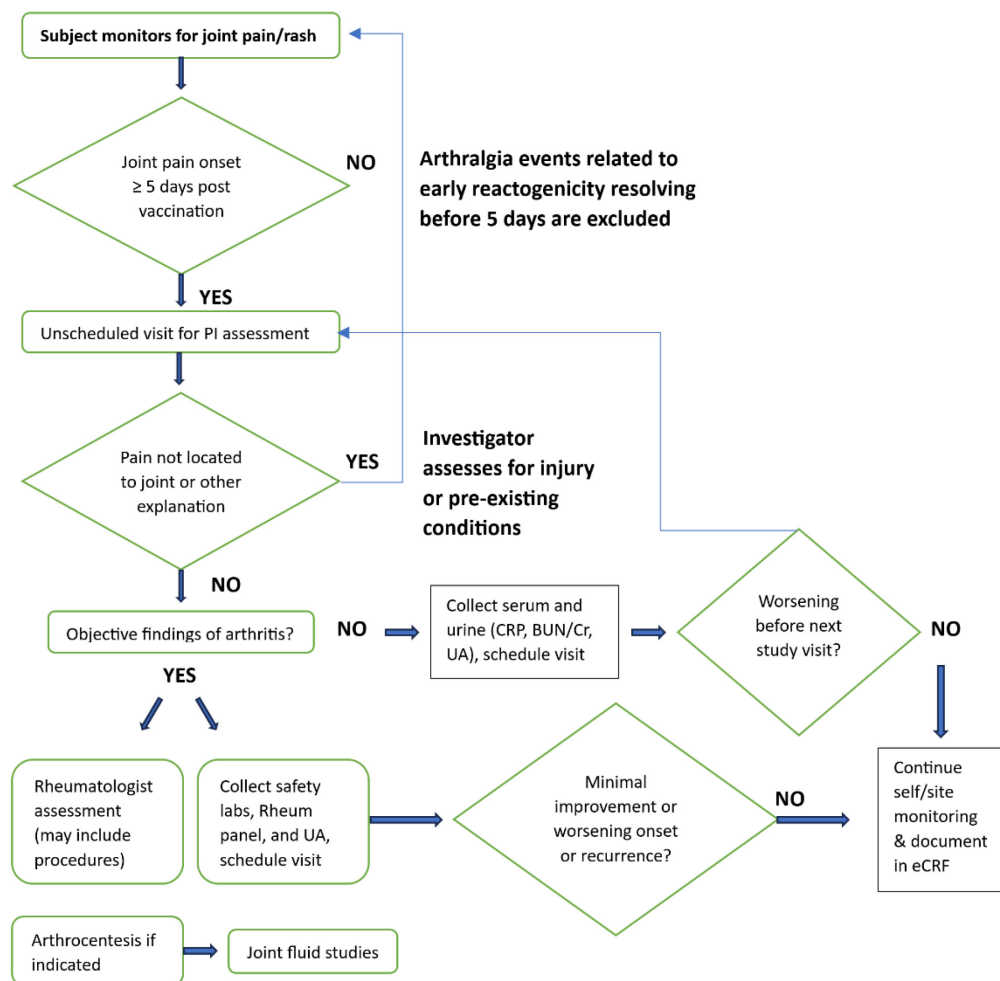 Subject monitors for joint pain/rash
Joint pain onset
≥ 5 days post
vaccination
NO
Arthralgia events related to
early reactogenicity resolving
before 5 days are excluded
YES
Unscheduled visit for PI assessment
Pain not located
to joint or other
explanation
YES
Investigator
assesses for injury
or pre-existing
conditions
NO
Objective findings of arthritis?
NO
Collect serum and
urine (CRP, BUN/Cr,
UA), schedule visit
Worsening
before next
study visit?
NO
YES
Rheumatologist
assessment
(may include
procedures)
Collect safety
labs, Rheum
panel, and UA,
schedule visit
Minimal
improvement or
worsening onset
or recurrence?
NO
Continue
self/site
monitoring
& document
in eCRF
Arthrocentesis if
indicated
Joint fluid studies